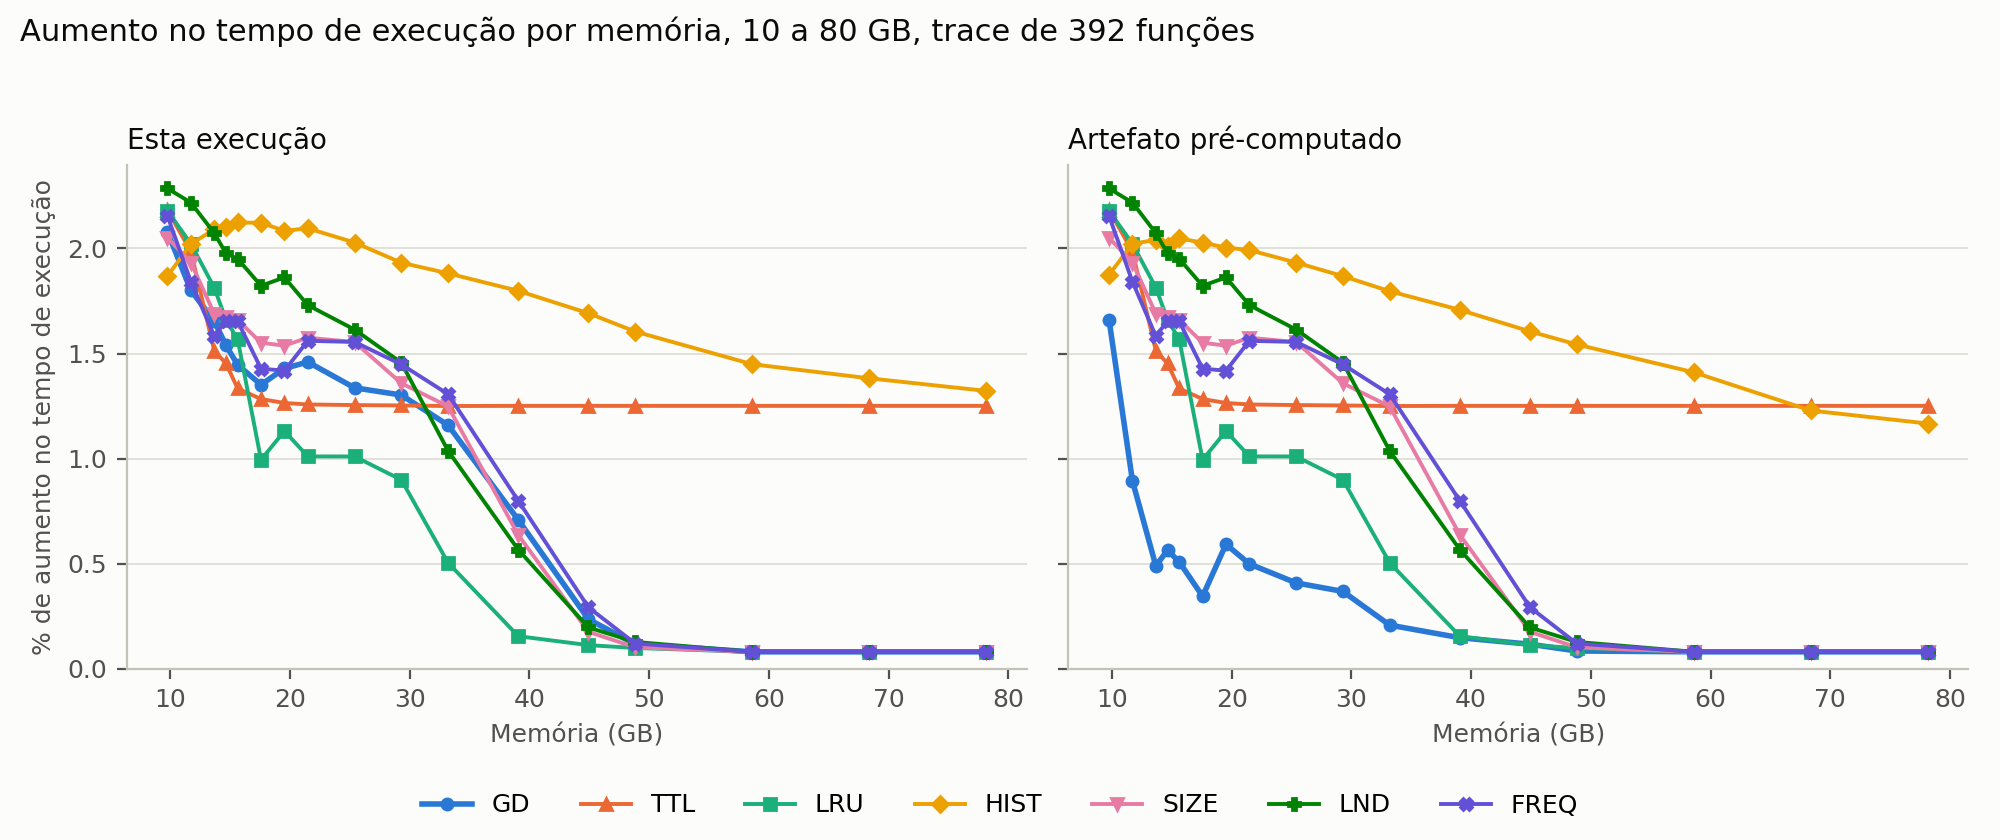 Aumento no tempo de execução por memória, 10 a 80 GB, trace de 392 funções
Esta execução
Artefato pré-computado
% de aumento no tempo de execução
2.0
1.5
1.0
0.5
0.0
10 20 30 40 50 60 70 80
10 20 30 40 50 60 70 80
Memória (GB)
Memória (GB)
GD TTL LRU HIST SIZE LND FREQ